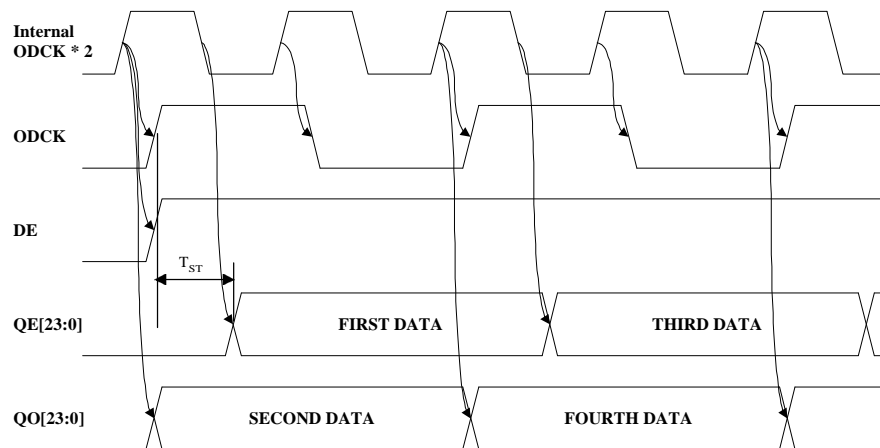 Internal
ODCK * 2
ODCK
DE
TST
QE[23:0]
FIRST DATA
THIRD DATA
QO[23:0]
SECOND DATA
FOURTH DATA